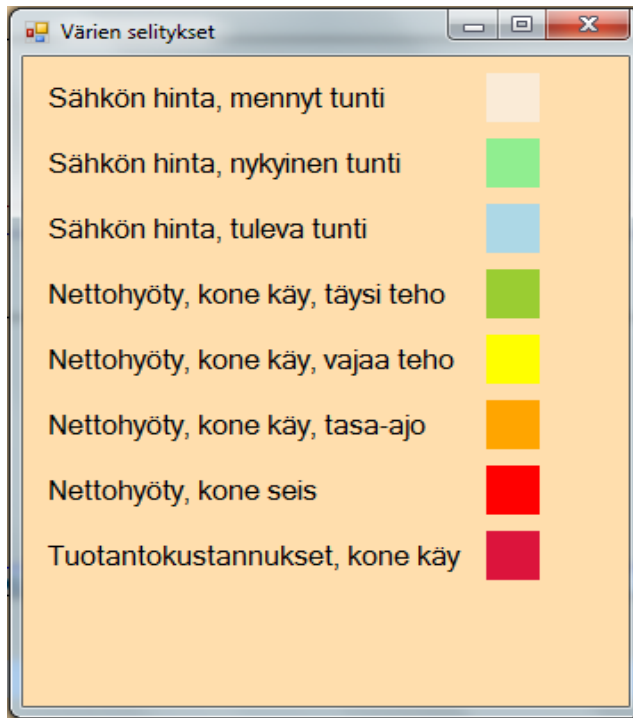 Värien selitykset
Sähkön hinta, mennyt tunti
Sähkön hinta, nykyinen tunti
Sähkön hinta, tuleva tunti
Nettohyöty, kone käy, täysi teho
Nettohyöty, kone käy, vajaa teho
Nettohyöty, kone käy, tasa-ajo
Nettohyöty, kone seis
Tuotantokustannukset, kone käy